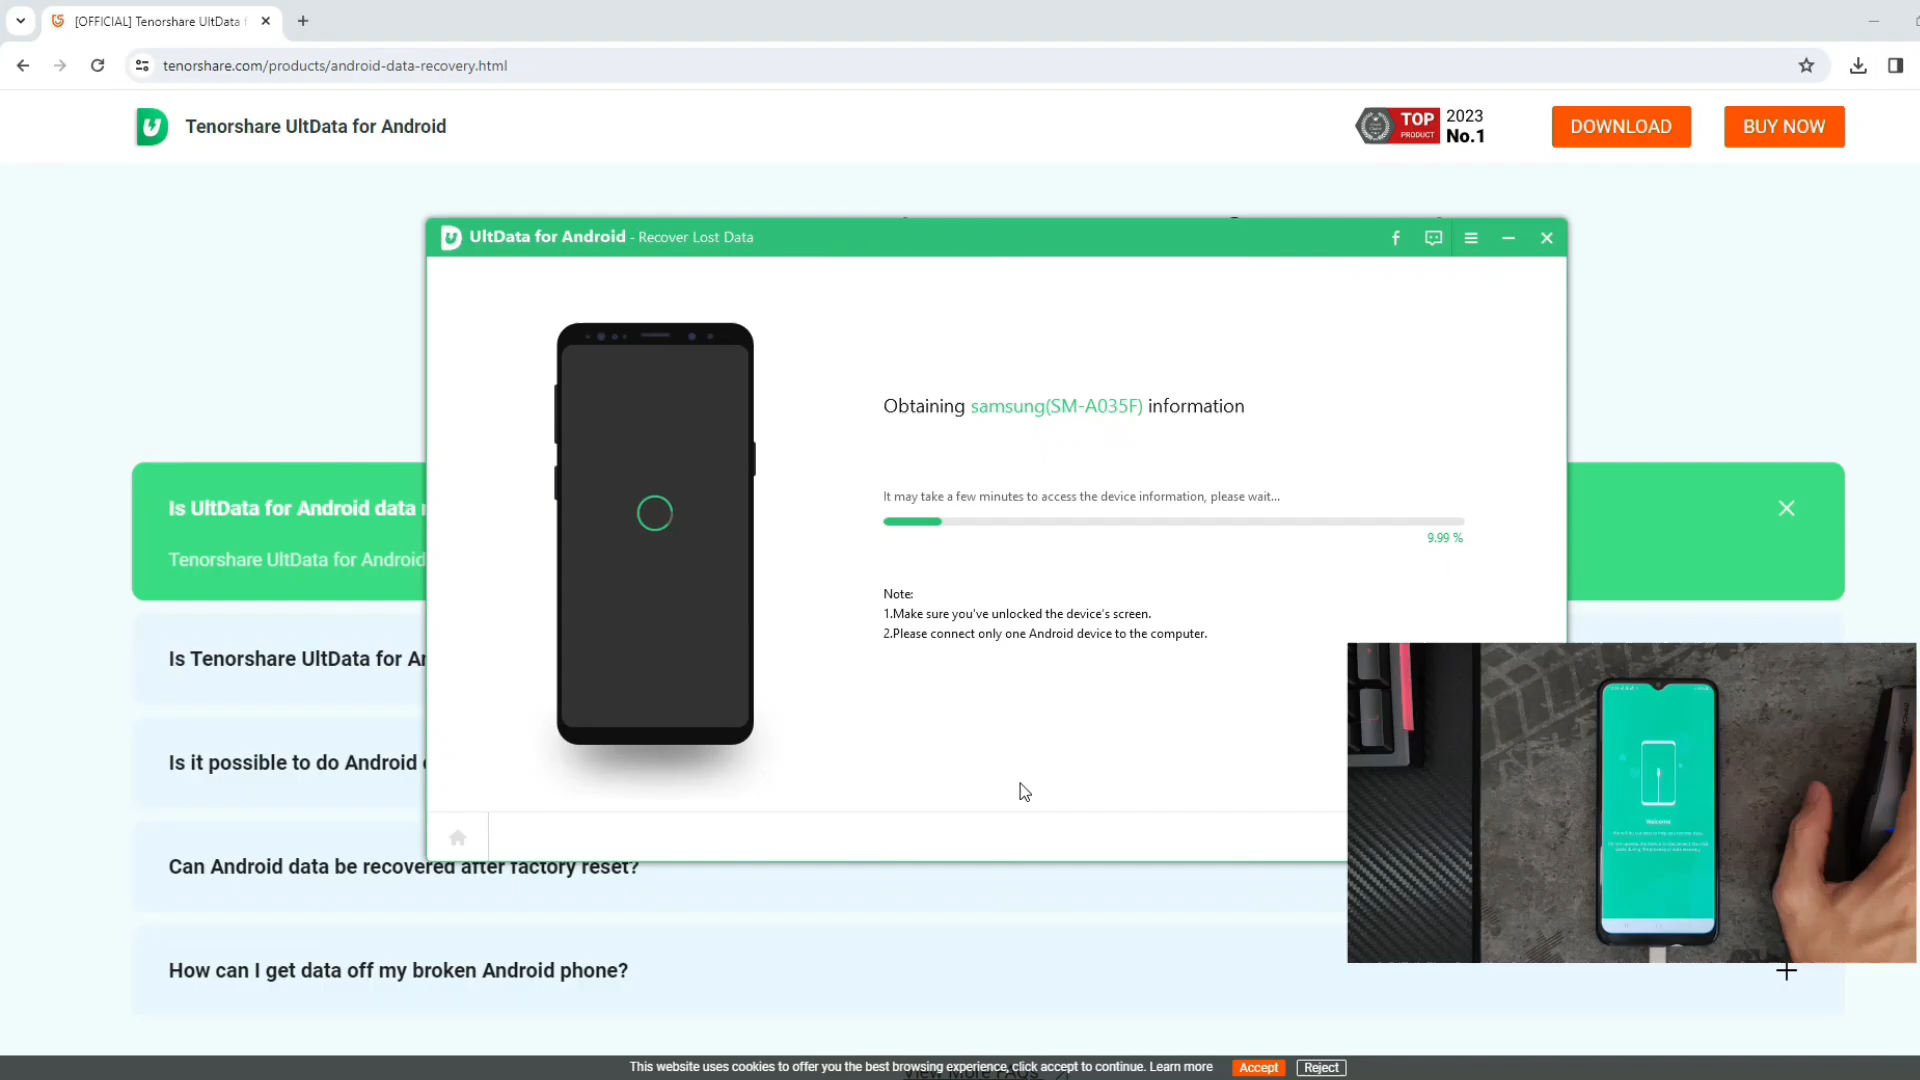 [OFFICIAL] Tenorshare UltData f
tenorshare.com/products/android-data-recovery.html
Tenorshare UltData for Android
TOP
PRODUCT
2023
No.1
DOWNLOAD
BUY NOW
UltData for Android - Recover Lost Data
Obtaining samsung(SM-A035F) information
It may take a few minutes to access the device information, please wait...
9.99 %
Note:
1.Make sure you've unlocked the device's screen.
2.Please connect only one Android device to the computer.
Is UltData for Android data
Tenorshare UltData for Android
Is Tenorshare UltData for
Is it possible to do Android
Can Android data be recovered after factory reset?
How can I get data off my broken Android phone?
Welcome
This website uses cookies to offer you the best browsing experience, click accept to continue. Learn more
Accept
Reject
View More FAQs